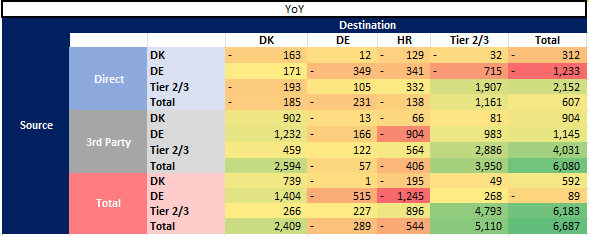 YoY
Destination
DK DE HR Tier 2/3 Total
Source
Direct
DK - 163 12 - 129 - 32 - 312
DE 171 - 349 - 341 - 715 - 1,233
Tier 2/3 - 193 105 332 1,907 2,152
Total - 185 - 231 - 138 1,161 607
3rd Party
DK 902 - 13 - 66 81 904
DE 1,232 - 166 - 904 983 1,145
Tier 2/3 459 122 564 2,886 4,031
Total 2,594 - 57 - 406 3,950 6,080
Total
DK 739 - 1 - 195 49 592
DE 1,404 - 515 - 1,245 268 - 89
Tier 2/3 266 227 896 4,793 6,183
Total 2,409 - 289 - 544 5,110 6,687